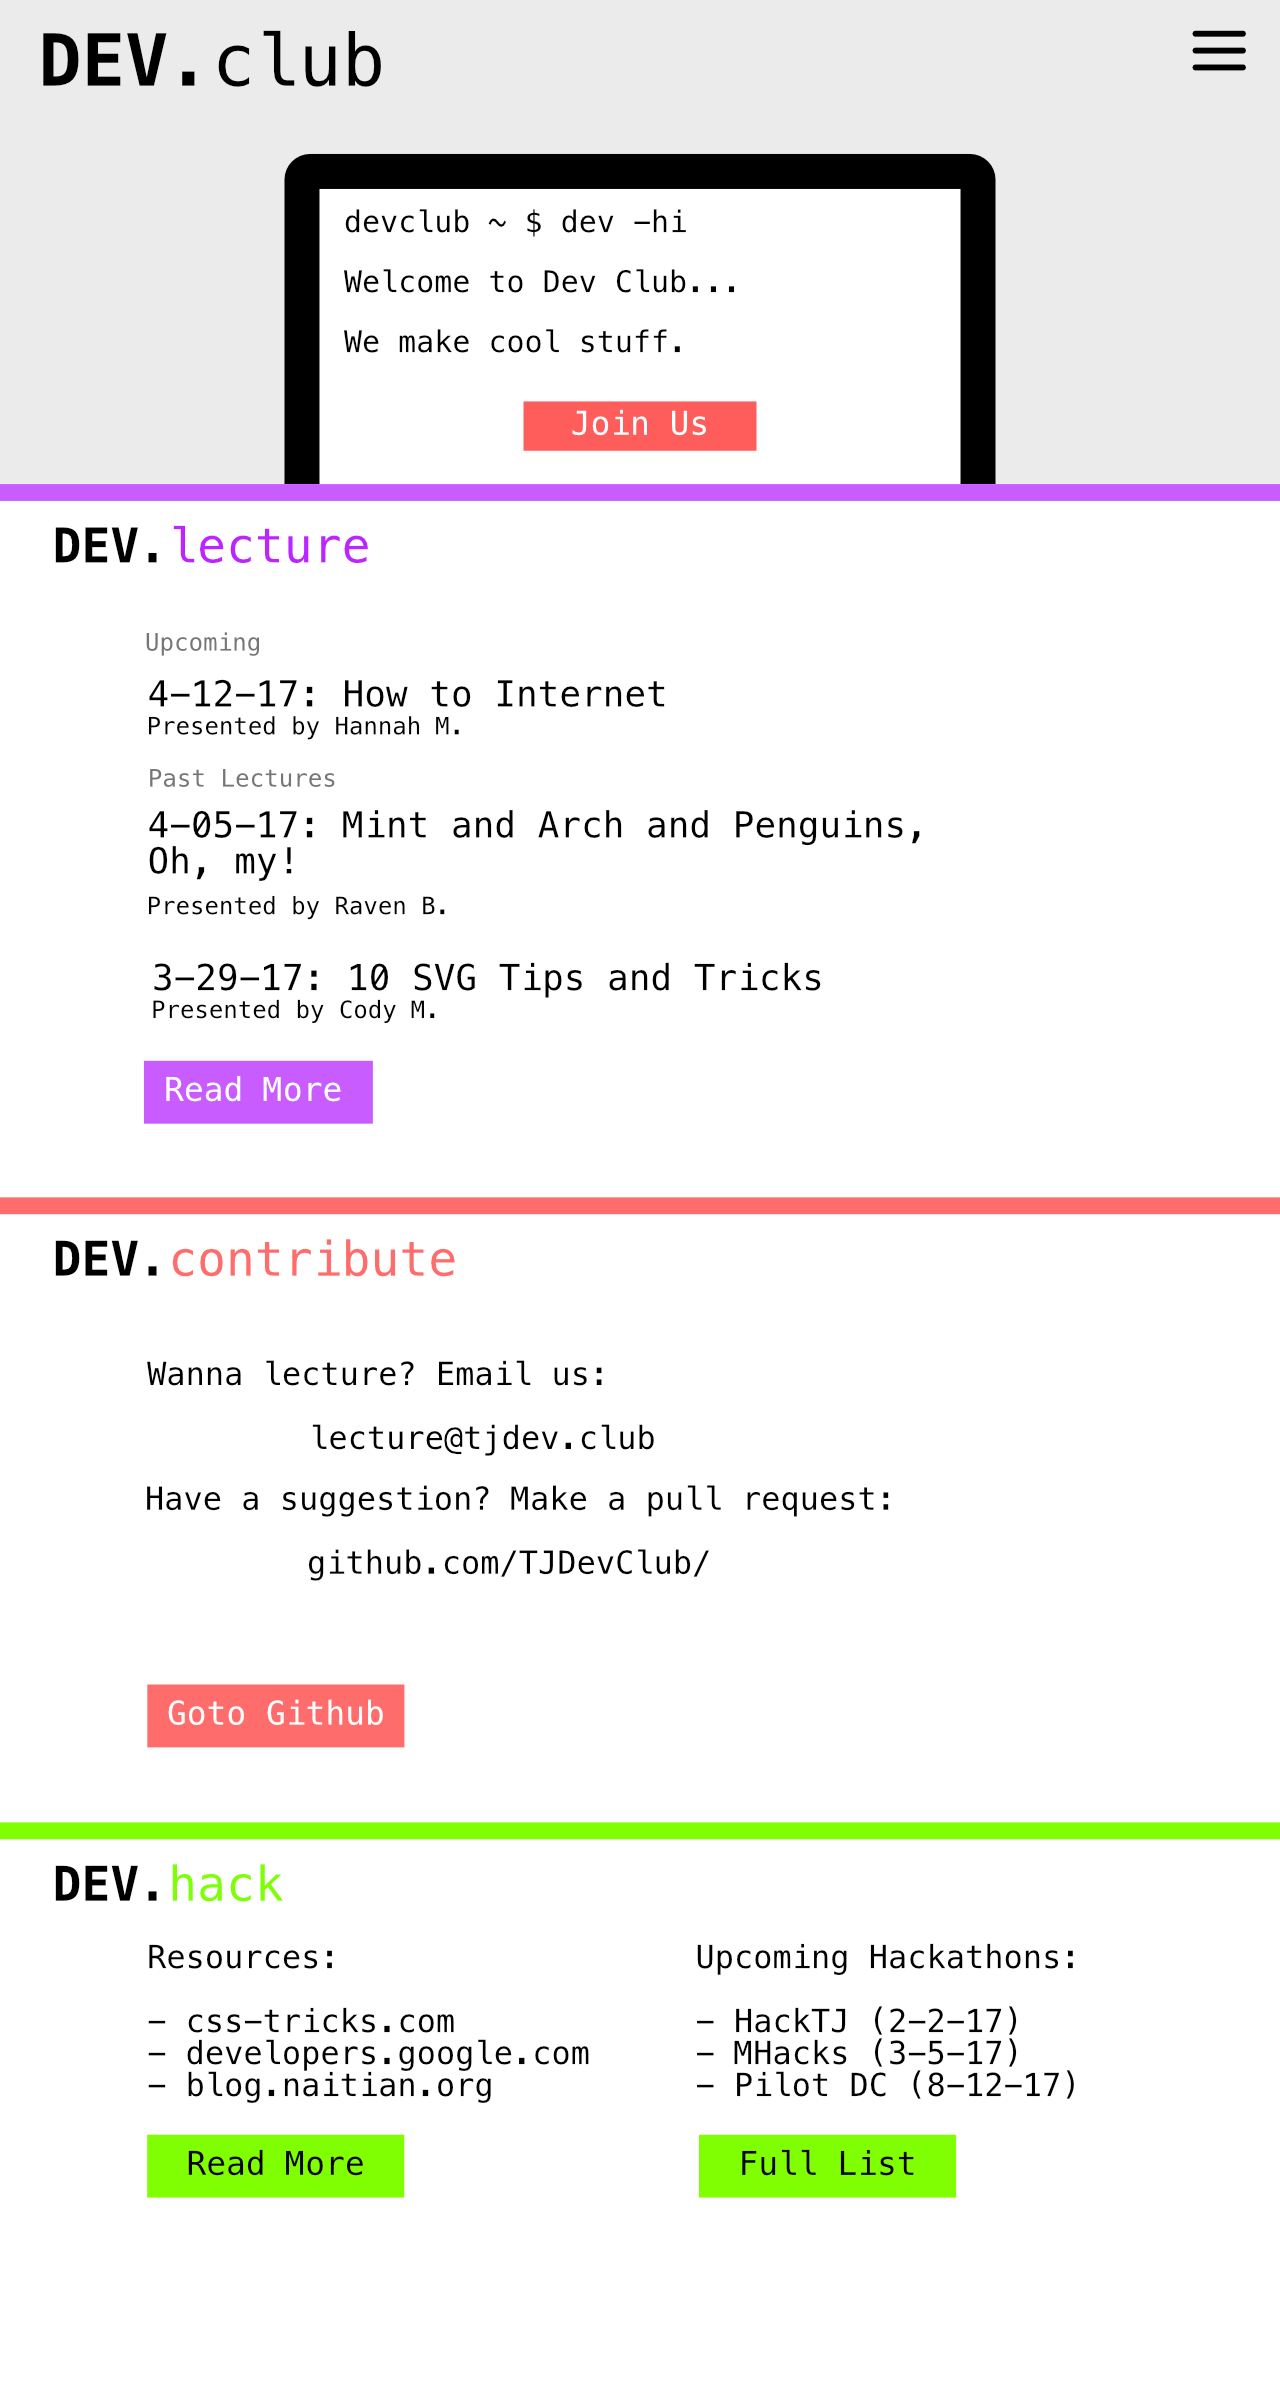 DEV.club
devclub ~ $ dev -hi
Welcome to Dev Club...
We make cool stuff.
Join Us
DEV.lecture
Upcoming
4-12-17: How to Internet
Presented by Hannah M.
Past Lectures
4-05-17: Mint and Arch and Penguins,
Oh, my!
Presented by Raven B.
3-29-17: 10 SVG Tips and Tricks
Presented by Cody M.
Read More
DEV.contribute
Wanna lecture? Email us:
lecture@tjdev.club
Have a suggestion? Make a pull request:
github.com/TJDevClub/
Goto Github
DEV.hack
Resources:
- css-tricks.com
- developers.google.com
- blog.naitian.org
Read More
Upcoming Hackathons:
- HackTJ (2-2-17)
- MHacks (3-5-17)
- Pilot DC (8-12-17)
Full List